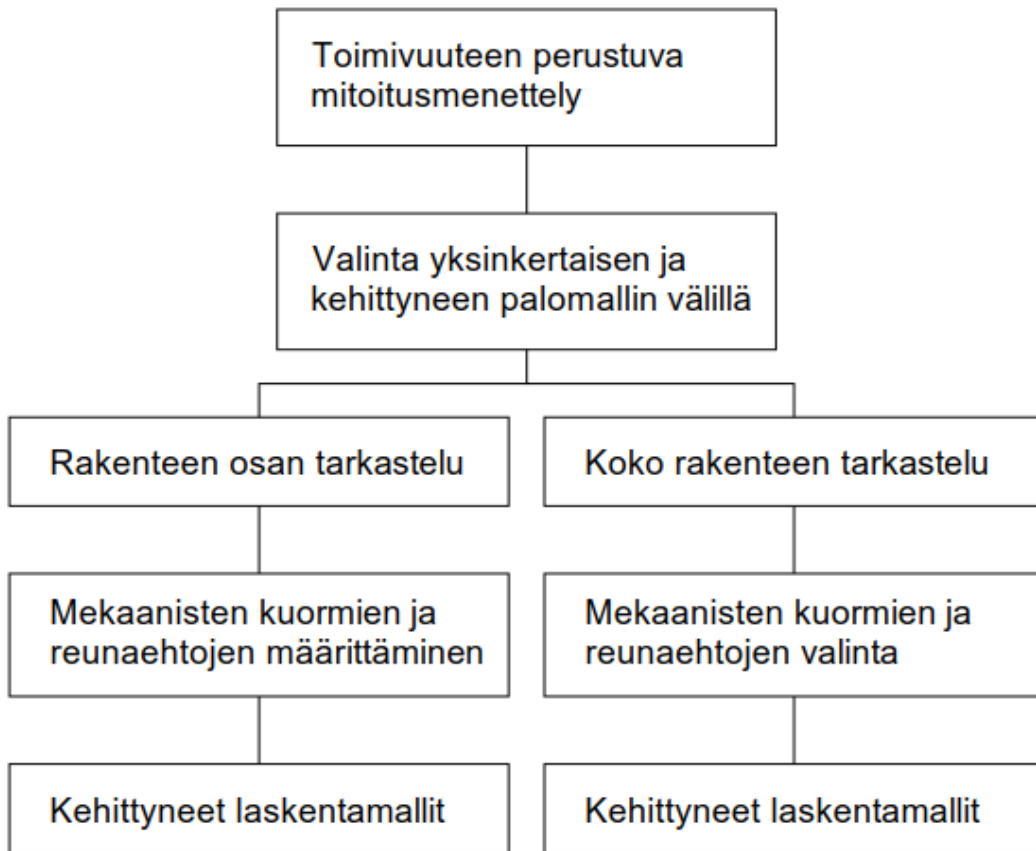 Toimivuuteen perustuva
mitoitusmenettely
Valinta yksinkertaisen ja
kehittyneen palomallin välillä
Rakenteen osan tarkastelu
Koko rakenteen tarkastelu
Mekaanisten kuormien ja
reunaehtojen määrittäminen
Mekaanisten kuormien ja
reunaehtojen valinta
Kehittyneet laskentamallit
Kehittyneet laskentamallit